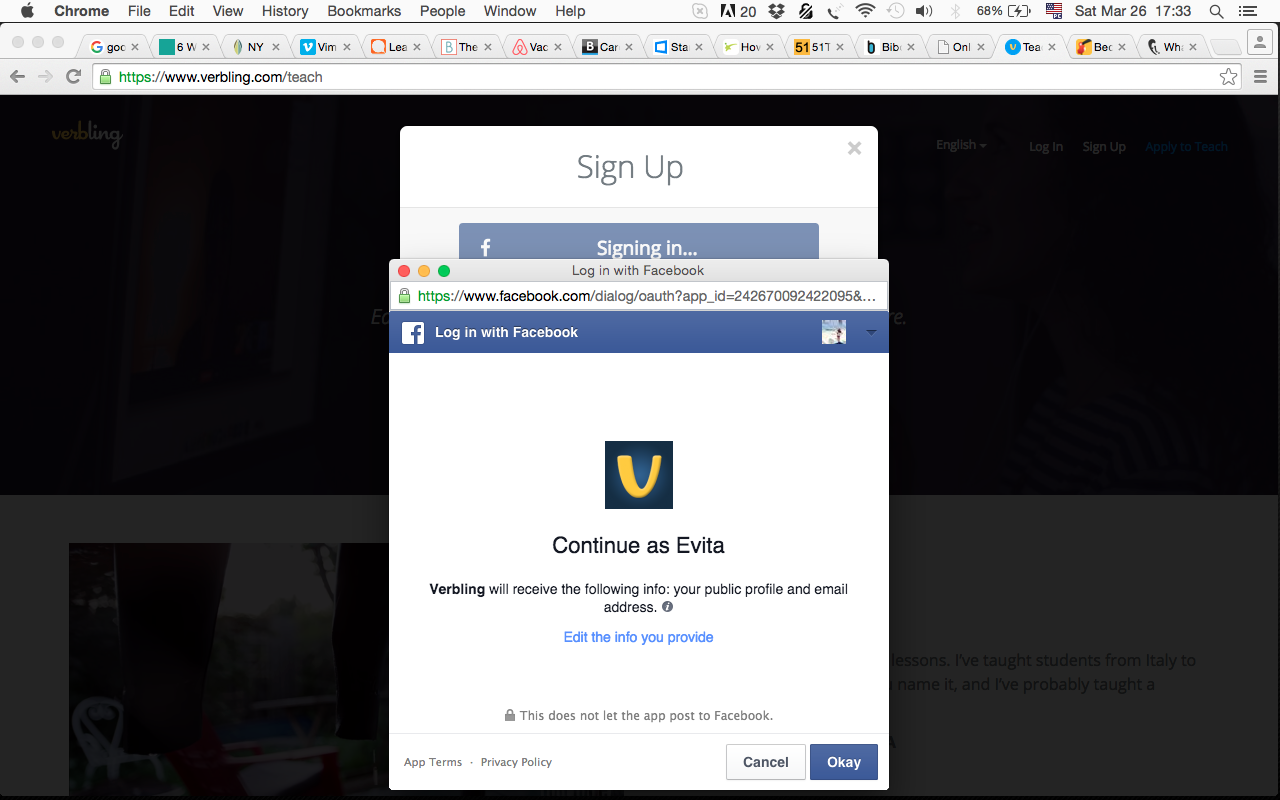 Chrome File Edit View History Bookmarks People Window Help 20 68% Sat Mar 26 17:33
goo 6 W NY Vim Lea The Vac Car Sta Hov 51 51T Bib Onl Tea Bec Wha
https://www.verbling.com/teach
verbling
English Log In Sign Up Apply to Teach
Sign Up
Signing in...
Log in with Facebook
https://www.facebook.com/dialog/oauth?app_id=242670092422095&...
Log in with Facebook
Continue as Evita
Verbling will receive the following info: your public profile and email
address.
Edit the info you provide
lessons. I've taught students from Italy to
name it, and I've probably taught a
This does not let the app post to Facebook.
App Terms · Privacy Policy
Cancel Okay